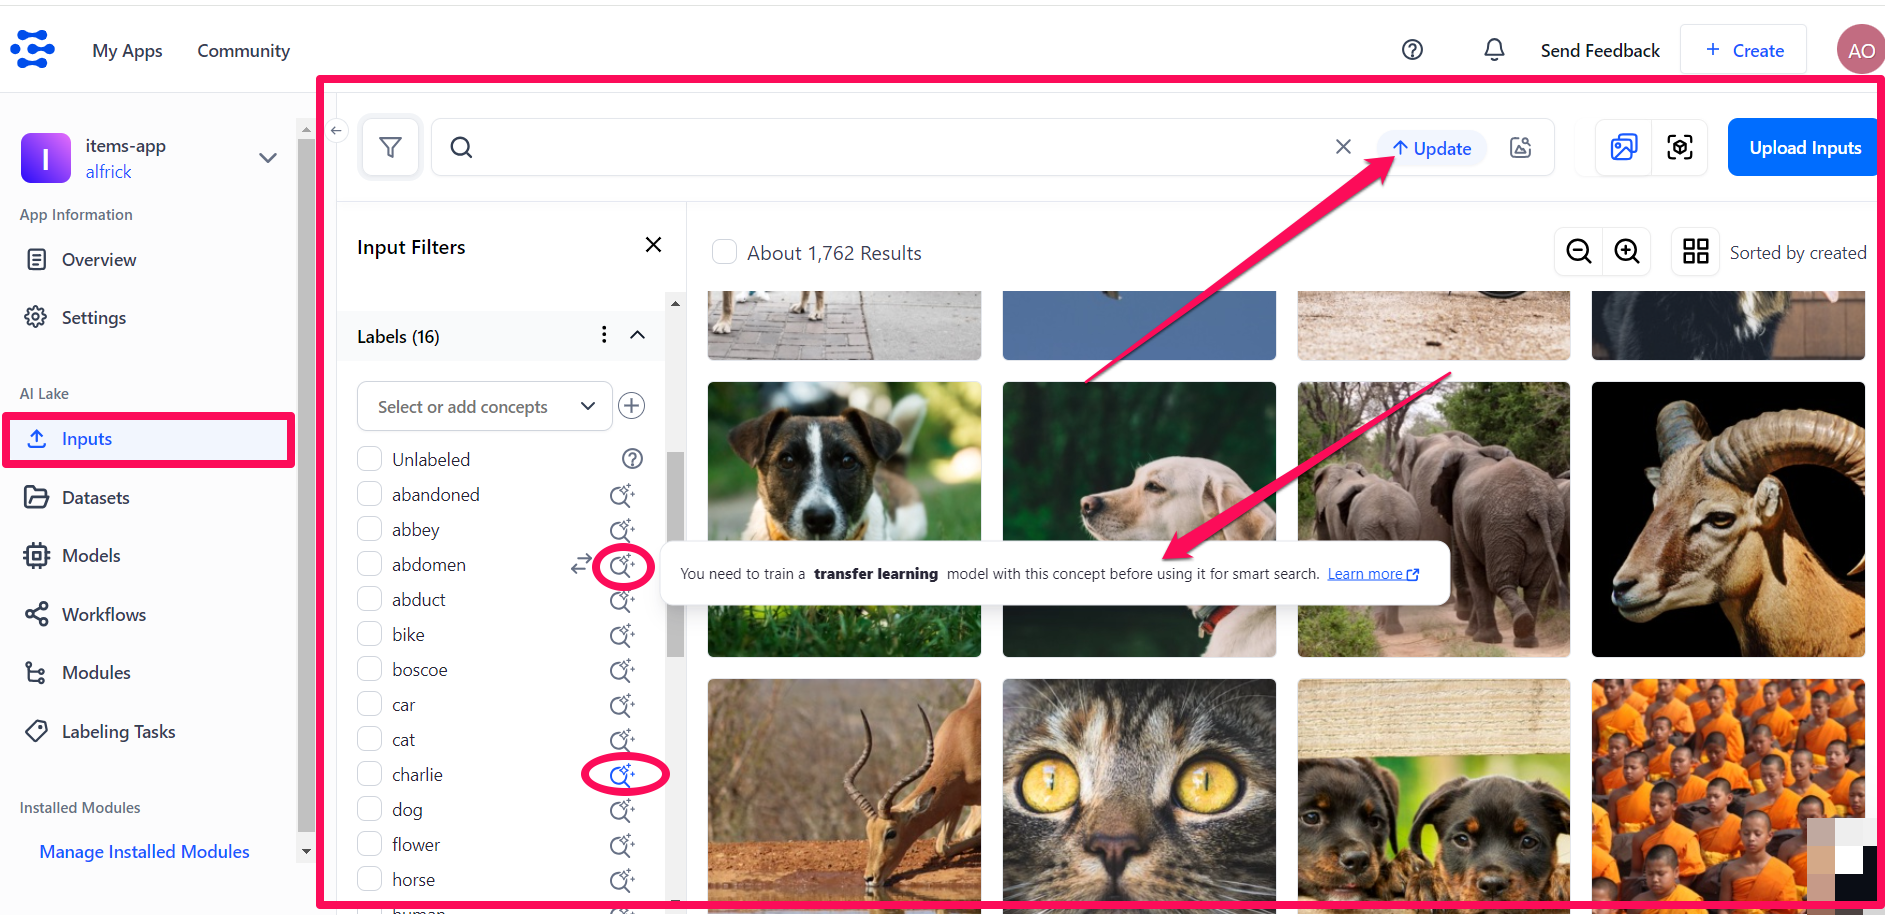 My Apps
Community
Send Feedback
+ Create
AO
I
items-app
alfrick
App Information
Overview
Settings
AI Lake
Inputs
Datasets
Models
Workflows
Modules
Labeling Tasks
Installed Modules
Manage Installed Modules
Update
Upload Inputs
Input Filters
About 1,762 Results
Sorted by created
Labels (16)
Select or add concepts
Unlabeled
abandoned
abbey
abdomen
You need to train a transfer learning model with this concept before using it for smart search. Learn more
abduct
bike
boscoe
car
cat
charlie
dog
flower
horse
human